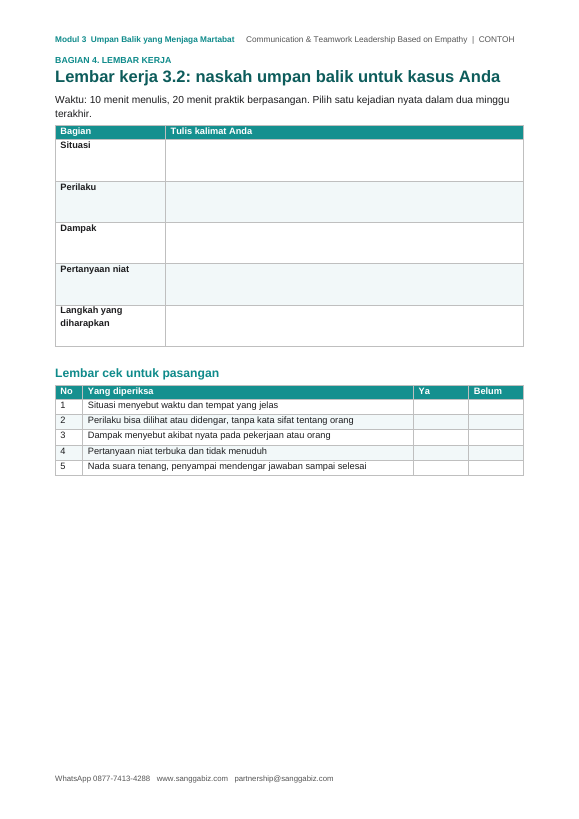 Modul 3  Umpan Balik yang Menjaga Martabat    Communication & Teamwork Leadership Based on Empathy  |  CONTOH
BAGIAN 4. LEMBAR KERJA
Lembar kerja 3.2: naskah umpan balik untuk kasus Anda
Waktu: 10 menit menulis, 20 menit praktik berpasangan. Pilih satu kejadian nyata dalam dua minggu
terakhir.
Bagian    Tulis kalimat Anda
Situasi
Perilaku
Dampak
Pertanyaan niat
Langkah yang
diharapkan
Lembar cek untuk pasangan
No    Yang diperiksa    Ya    Belum
1    Situasi menyebut waktu dan tempat yang jelas
2    Perilaku bisa dilihat atau didengar, tanpa kata sifat tentang orang
3    Dampak menyebut akibat nyata pada pekerjaan atau orang
4    Pertanyaan niat terbuka dan tidak menuduh
5    Nada suara tenang, penyampai mendengar jawaban sampai selesai
WhatsApp 0877-7413-4288   www.sanggabiz.com   partnership@sanggabiz.com